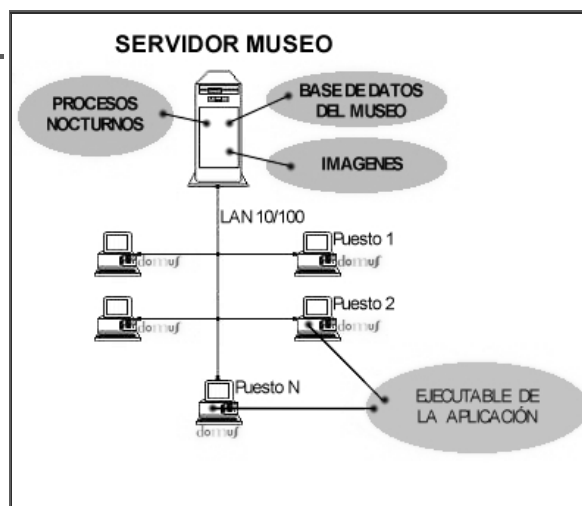 SERVIDOR MUSEO
PROCESOS
NOCTURNOS
BASE DE DATOS
DEL MUSEO
IMAGENES
LAN 10/100
domus
Puesto 1
domus
domus
Puesto 2
domus
Puesto N
domus
EJECUTABLE DE
LA APLICACIÓN